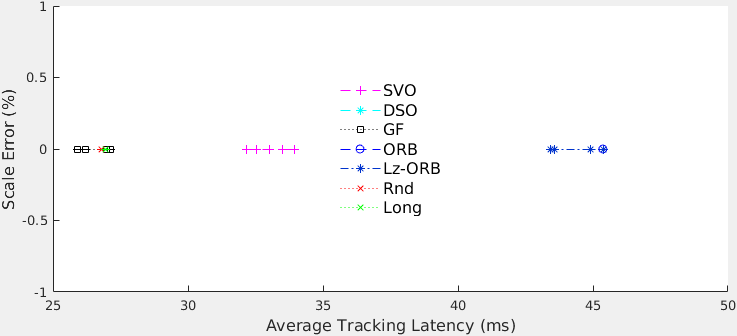 1
0.5
0
-0.5
-1
Scale Error (%)
SVO
DSO
GF
ORB
Lz-ORB
Rnd
Long
25 30 35 40 45 50
Average Tracking Latency (ms)